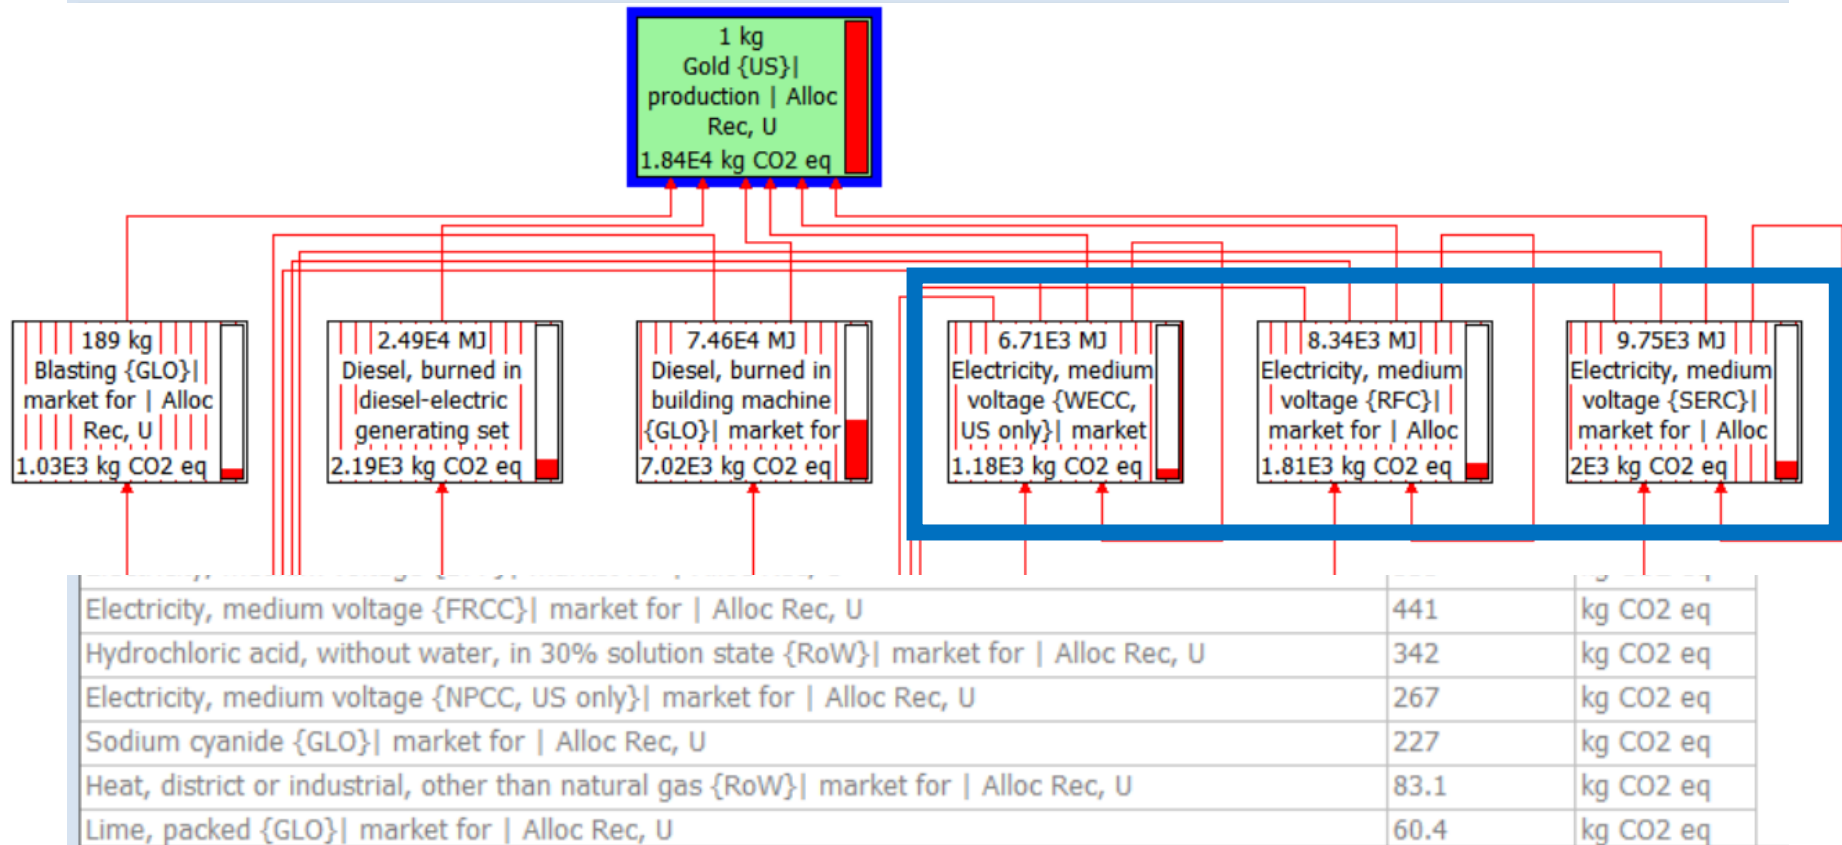 1 kg
Gold {US}|
production | Alloc
Rec, U
1.84E4 kg CO2 eq
189 kg
Blasting {GLO}|
market for | Alloc
Rec, U
1.03E3 kg CO2 eq
2.49E4 MJ
Diesel, burned in
diesel-electric
generating set
2.19E3 kg CO2 eq
7.46E4 MJ
Diesel, burned in
building machine
{GLO}| market for
7.02E3 kg CO2 eq
6.71E3 MJ
Electricity, medium
voltage {WECC,
US only}| market
1.18E3 kg CO2 eq
8.34E3 MJ
Electricity, medium
voltage {RFC}|
market for | Alloc
1.81E3 kg CO2 eq
9.75E3 MJ
Electricity, medium
voltage {SERC}|
market for | Alloc
2E3 kg CO2 eq
Electricity, medium voltage {FRCC}| market for | Alloc Rec, U 441 kg CO2 eq
Hydrochloric acid, without water, in 30% solution state {RoW}| market for | Alloc Rec, U 342 kg CO2 eq
Electricity, medium voltage {NPCC, US only}| market for | Alloc Rec, U 267 kg CO2 eq
Sodium cyanide {GLO}| market for | Alloc Rec, U 227 kg CO2 eq
Heat, district or industrial, other than natural gas {RoW}| market for | Alloc Rec, U 83.1 kg CO2 eq
Lime, packed {GLO}| market for | Alloc Rec, U 60.4 kg CO2 eq